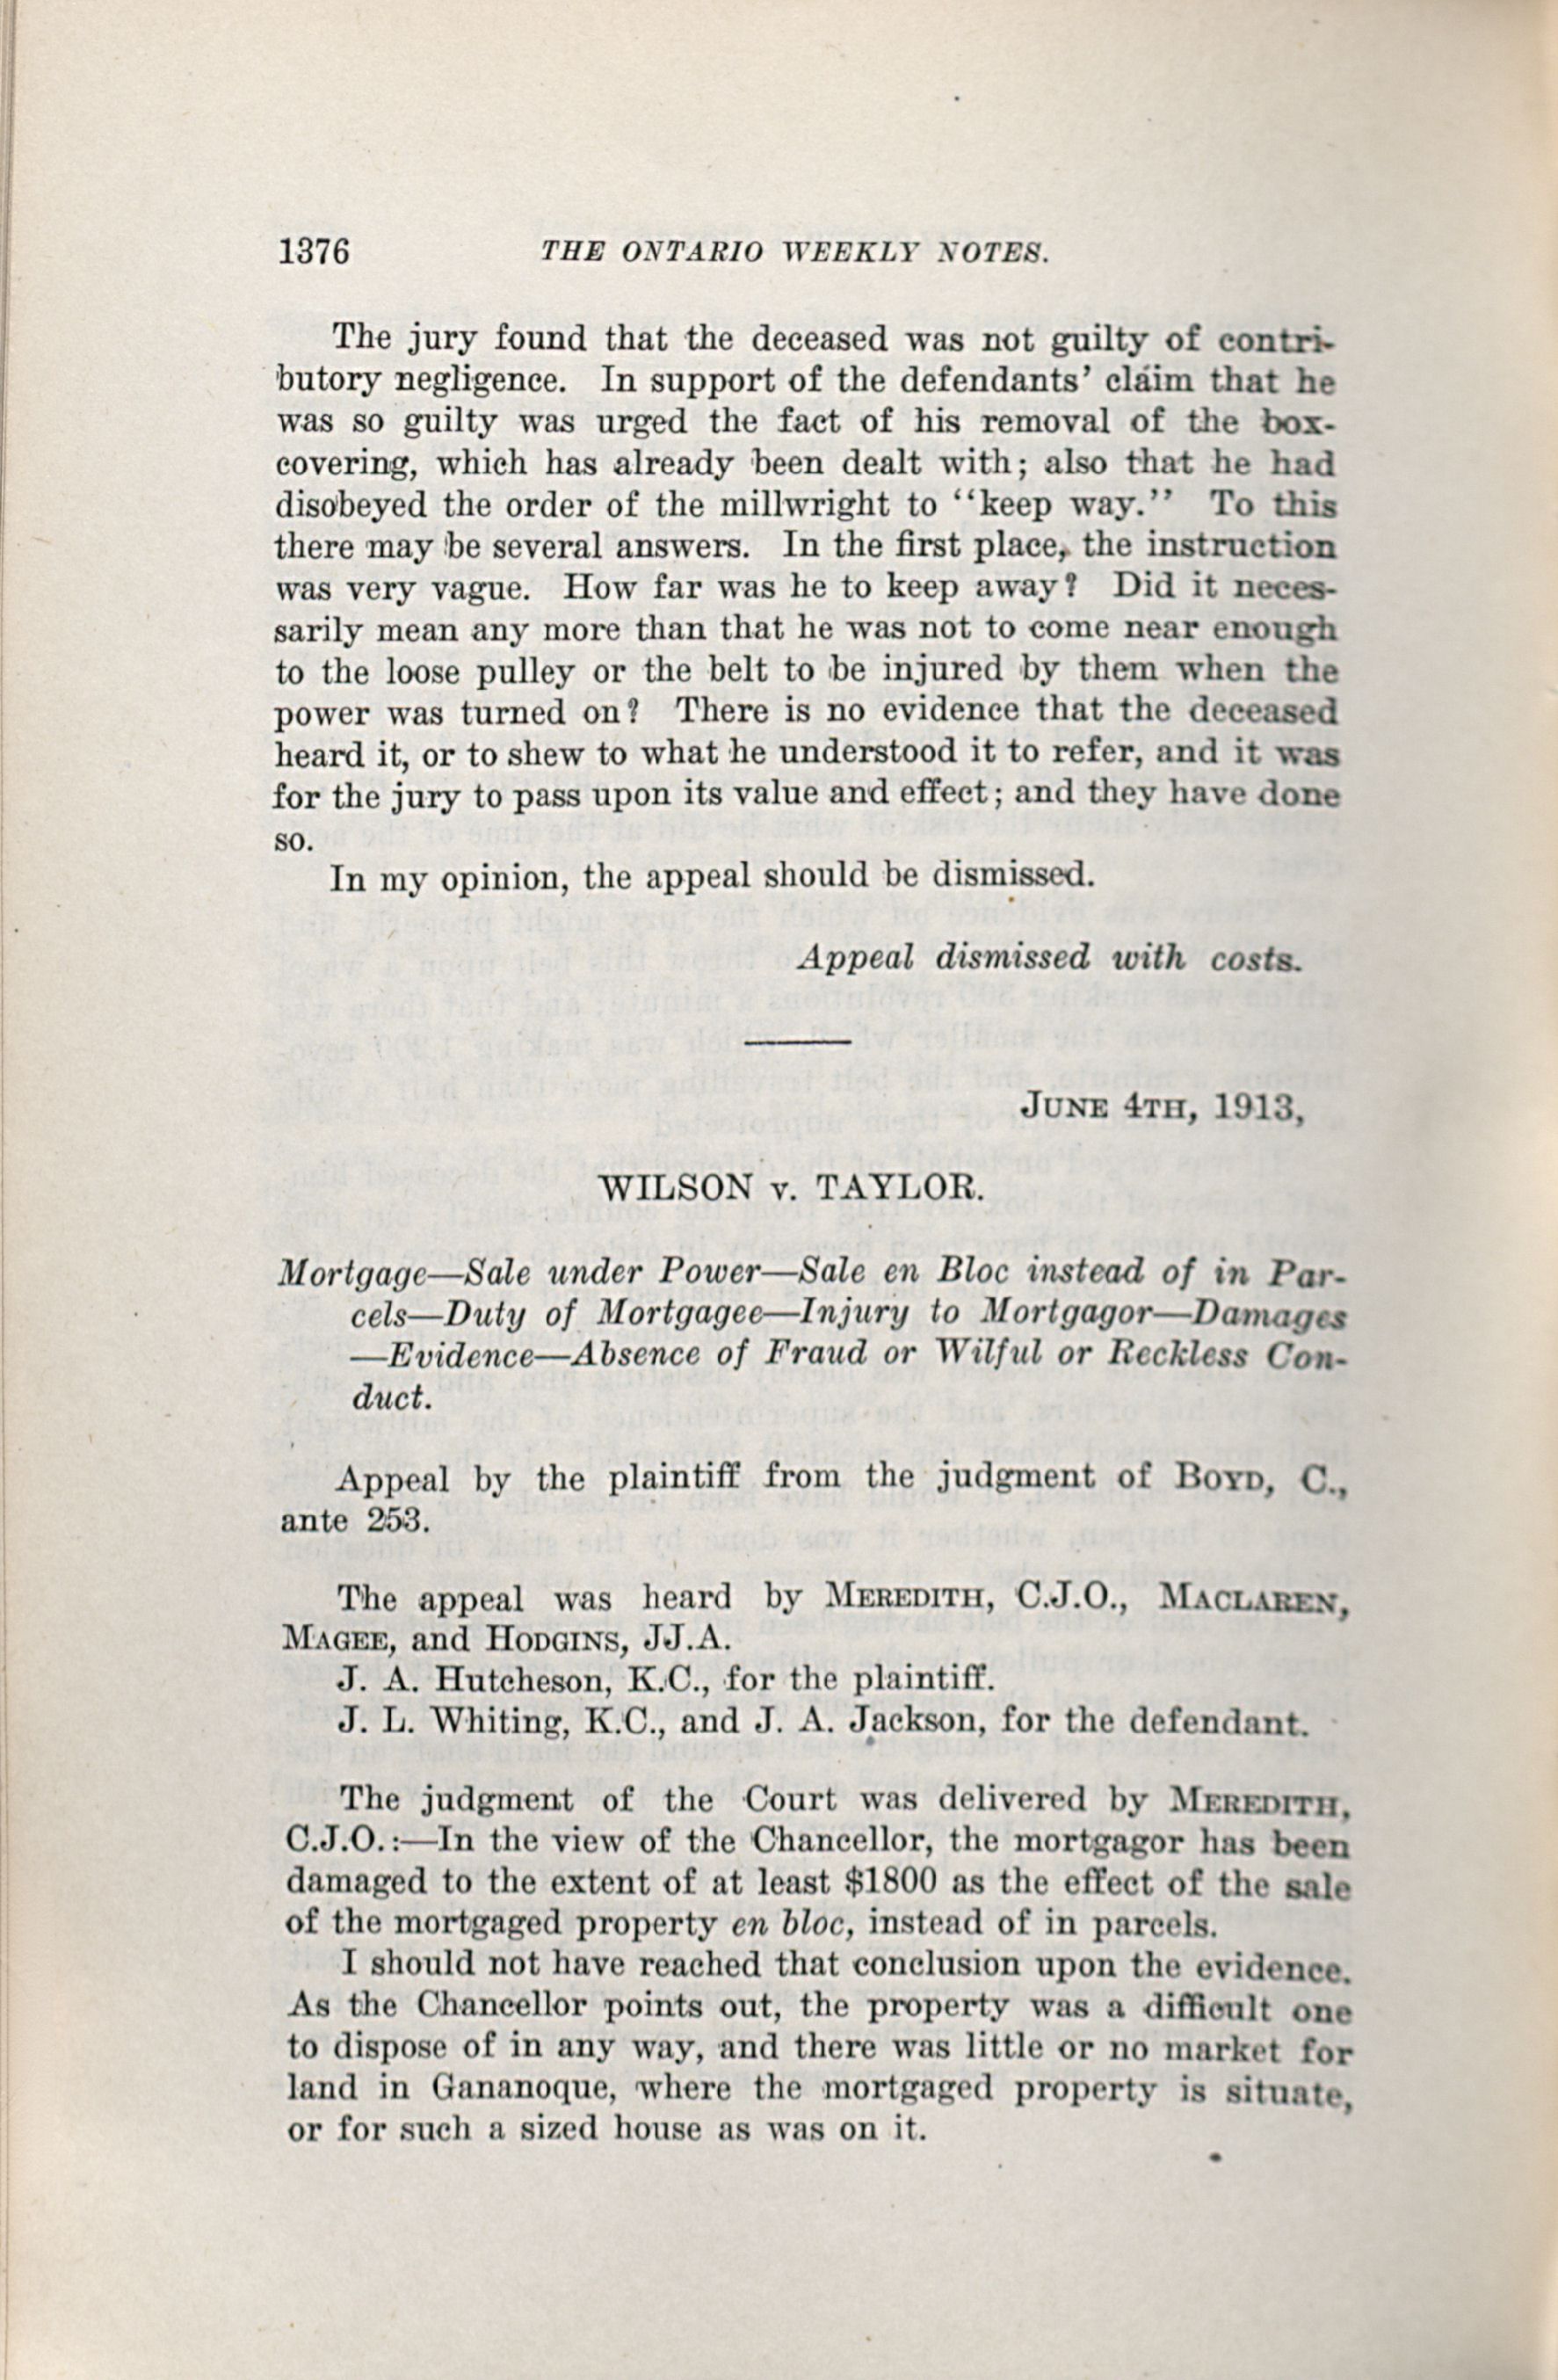 1376 THE ONTARIO WEEKLY NOTES.
The jury found that the deceased was not guilty of contri-
butory negligence. In support of the defendants' claim that he
was so guilty was urged the fact of his removal of the box-
covering, which has already been dealt with; also that he had
disobeyed the order of the millwright to "keep way." To this
there may be several answers. In the first place, the instruction
was very vague. How far was he to keep away? Did it neces-
sarily mean any more than that he was not to come near enough
to the loose pulley or the belt to be injured by them when the
power was turned on? There is no evidence that the deceased
heard it, or to shew to what he understood it to refer, and it was
for the jury to pass upon its value and effect; and they have done
so.
In my opinion, the appeal should be dismissed.
Appeal dismissed with costs.
JUNE 4TH, 1913,
WILSON v. TAYLOR.
Mortgage—Sale under Power—Sale en Bloc instead of in Par-
cels—Duty of Mortgagee—Injury to Mortgagor—Damages
—Evidence—Absence of Fraud or Wilful or Reckless Con-
duct.
Appeal by the plaintiff from the judgment of BOYD, C.,
ante 253.
The appeal was heard by MEREDITH, C.J.O., MACLAREN,
MAGEE, and HODGINS, JJ.A.
J. A. Hutcheson, K.C., for the plaintiff.
J. L. Whiting, K.C., and J. A. Jackson, for the defendant.
The judgment of the Court was delivered by MEREDITH,
C.J.O.:—In the view of the Chancellor, the mortgagor has been
damaged to the extent of at least $1800 as the effect of the sale
of the mortgaged property en bloc, instead of in parcels.
I should not have reached that conclusion upon the evidence.
As the Chancellor points out, the property was a difficult one
to dispose of in any way, and there was little or no market for
land in Gananoque, where the mortgaged property is situate,
or for such a sized house as was on it.